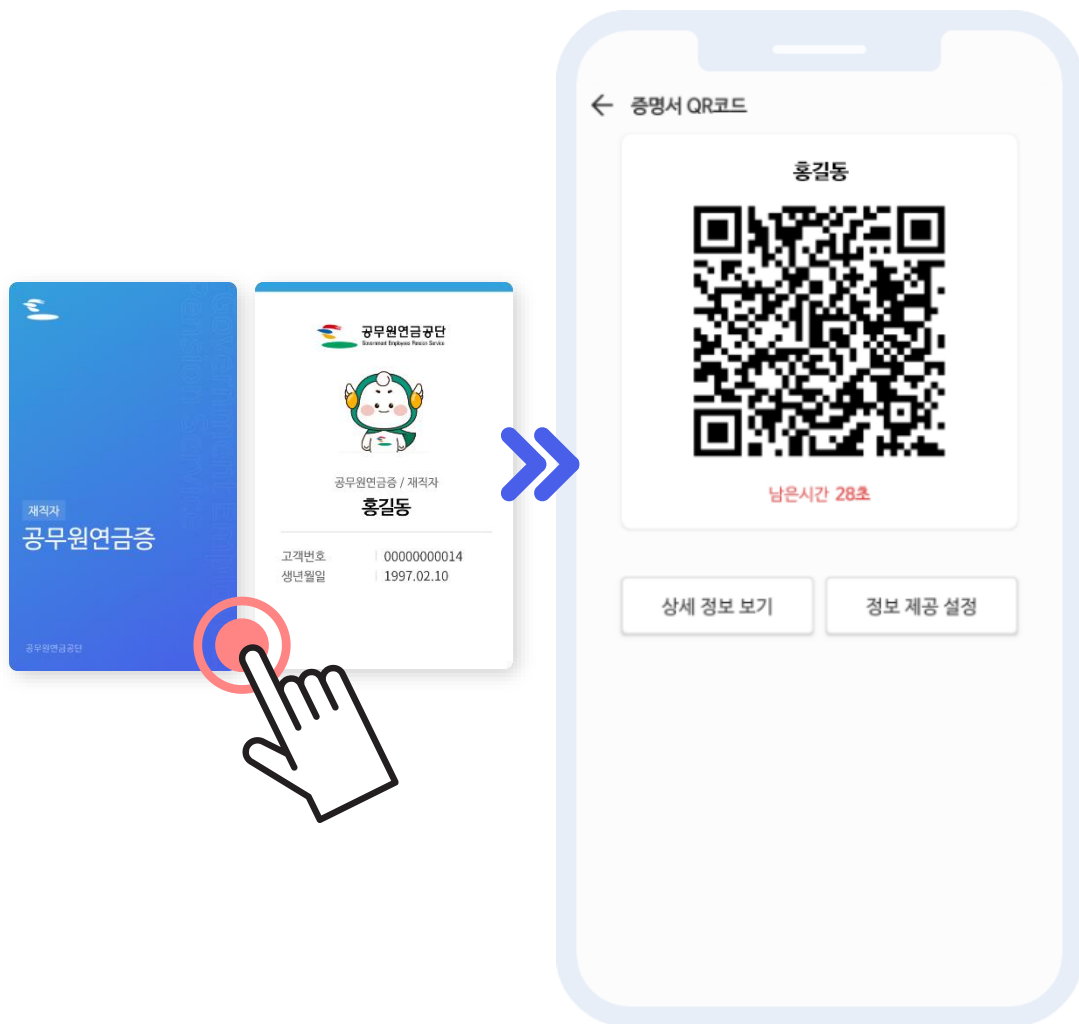 재직자
공무원연금증
공무원연금공단
공무원연금공단
Government Employees Pension Service
공무원연금증 / 재직자
홍길동
고객번호 00000000014
생년월일 1997.02.10
증명서 QR코드
홍길동
남은시간 28초
상세 정보 보기
정보 제공 설정